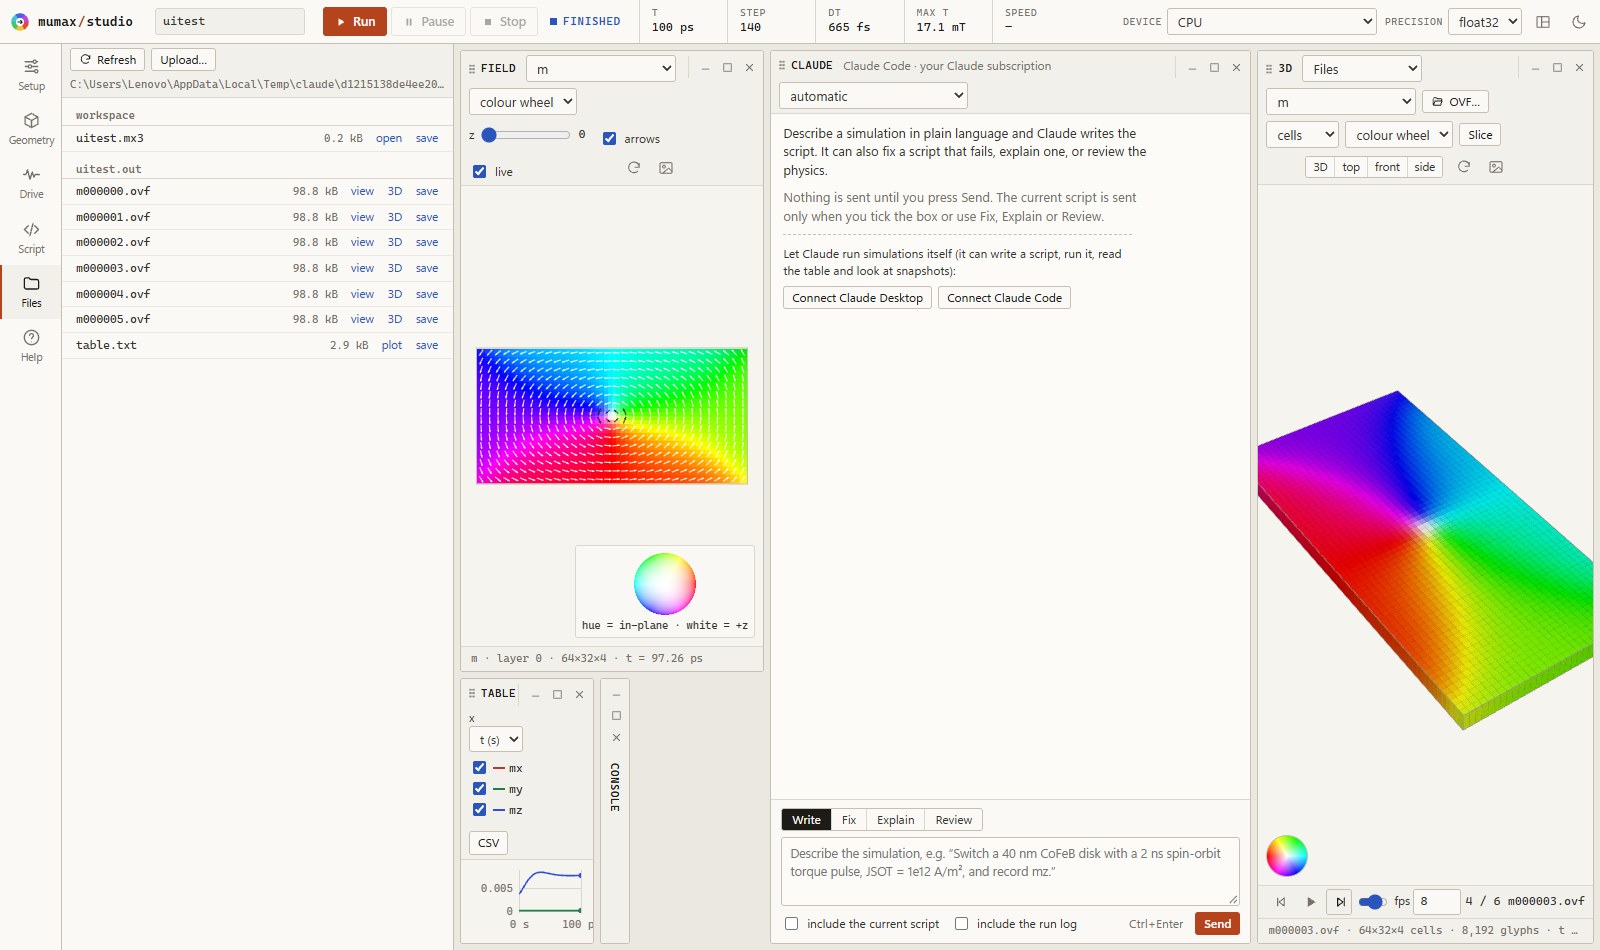 mumax/studio
uitest
Run
Pause
Stop
FINISHED
T
100 ps
STEP
140
DT
665 fs
MAX T
17.1 mT
SPEED
–
DEVICE
CPU
PRECISION
float32
Setup
Geometry
Drive
Script
Files
Help
Refresh
Upload...
C:\Users\Lenovo\AppData\Local\Temp\claude\d1215138de4ee20…
workspace
uitest.mx3 0.2 kB open save
uitest.out
m000000.ovf 98.8 kB view 3D save
m000001.ovf 98.8 kB view 3D save
m000002.ovf 98.8 kB view 3D save
m000003.ovf 98.8 kB view 3D save
m000004.ovf 98.8 kB view 3D save
m000005.ovf 98.8 kB view 3D save
table.txt 2.9 kB plot save
FIELD
m
colour wheel
z 0
arrows
live
hue = in-plane · white = +z
m · layer 0 · 64×32×4 · t = 97.26 ps
TABLE
x
t (s)
mx
my
mz
CSV
0.005
0
0 s 100 p
CONSOLE
CLAUDE Claude Code · your Claude subscription
automatic
Describe a simulation in plain language and Claude writes the
script. It can also fix a script that fails, explain one, or review the
physics.
Nothing is sent until you press Send. The current script is sent
only when you tick the box or use Fix, Explain or Review.
Let Claude run simulations itself (it can write a script, run it, read
the table and look at snapshots):
Connect Claude Desktop
Connect Claude Code
Write
Fix
Explain
Review
Describe the simulation, e.g. “Switch a 40 nm CoFeB disk with a 2 ns spin-orbit
torque pulse, JSOT = 1e12 A/m², and record mz.”
include the current script
include the run log
Ctrl+Enter
Send
3D
Files
m
OVF...
cells
colour wheel
Slice
3D
top
front
side
fps 8 4 / 6 m000003.ovf
m000003.ovf · 64×32×4 cells · 8,192 glyphs · t …